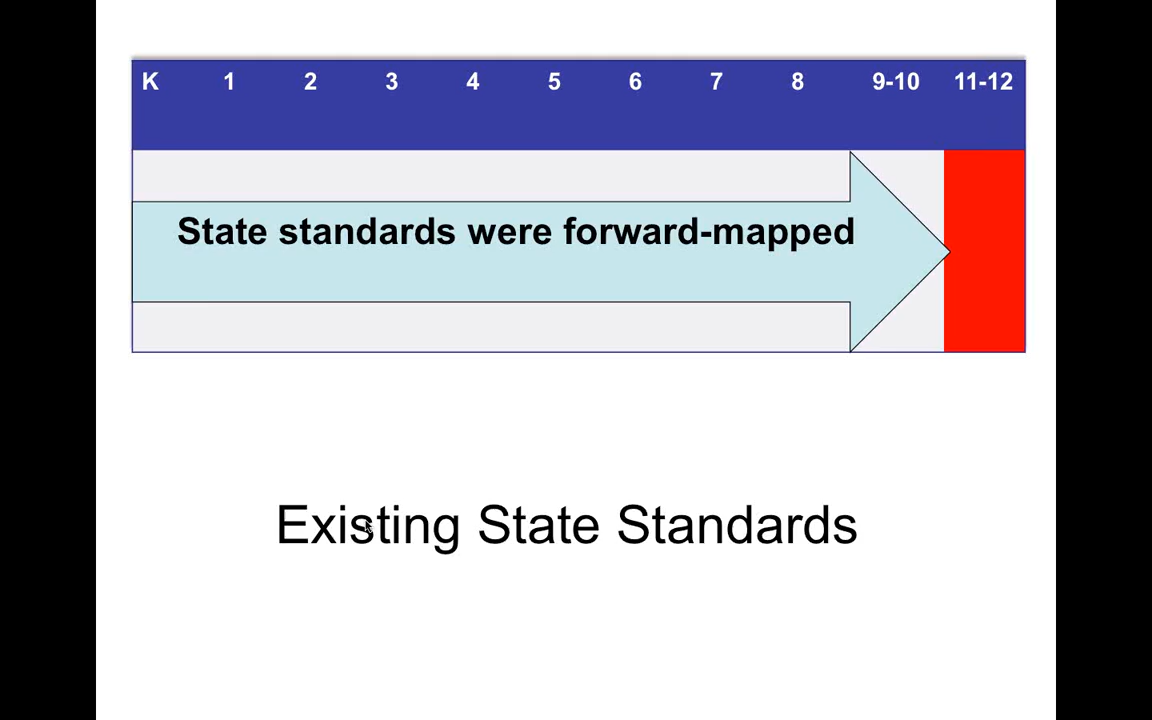 K 1 2 3 4 5 6 7 8 9-10 11-12
State standards were forward-mapped
Existing State Standards